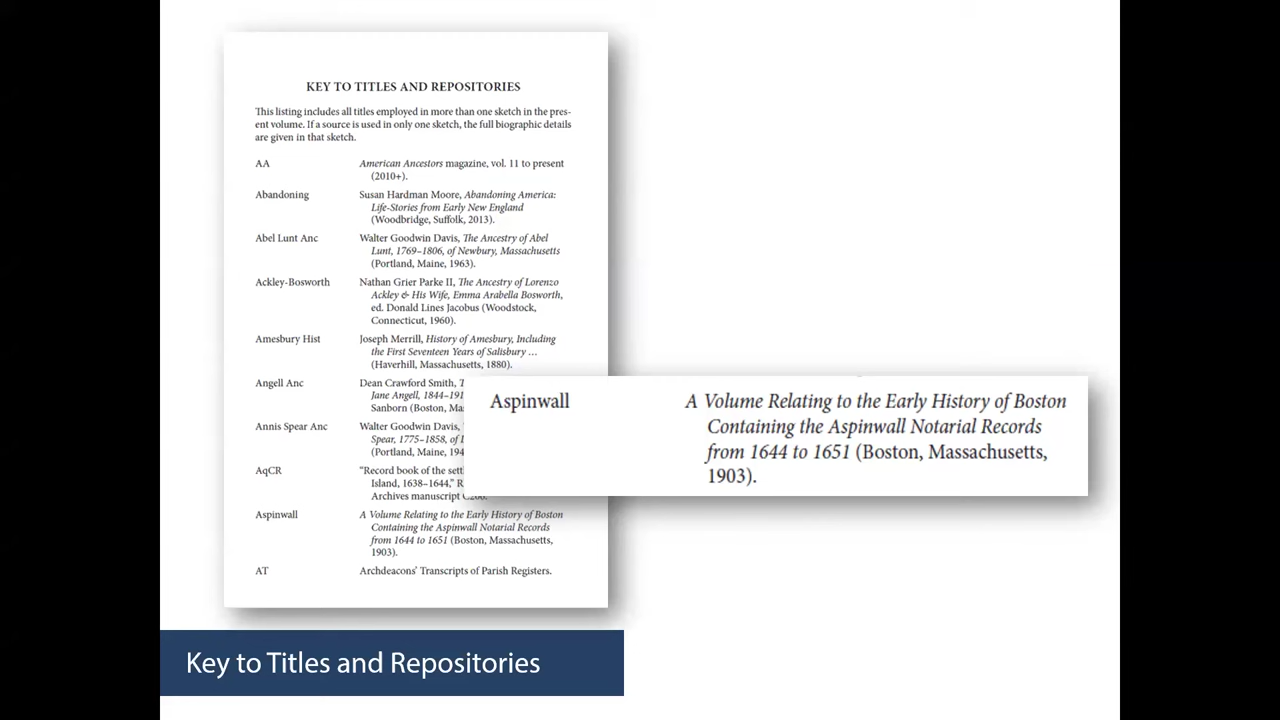 KEY TO TITLES AND REPOSITORIES
This listing includes all titles employed in more than one sketch in the pres-
ent volume. If a source is used in only one sketch, the full biographic details
are given in that sketch.
AA American Ancestors magazine, vol. 11 to present
(2010+).
Abandoning Susan Hardman Moore, Abandoning America:
Life-Stories from Early New England
(Woodbridge, Suffolk, 2013).
Abel Lunt Anc Walter Goodwin Davis, The Ancestry of Abel
Lunt, 1769–1806, of Newbury, Massachusetts
(Portland, Maine, 1963).
Ackley-Bosworth Nathan Grier Parke II, The Ancestry of Lorenzo
Ackley & His Wife, Emma Arabella Bosworth,
ed. Donald Lines Jacobus (Woodstock,
Connecticut, 1960).
Amesbury Hist Joseph Merrill, History of Amesbury, Including
the First Seventeen Years of Salisbury …
(Haverhill, Massachusetts, 1880).
Angell Anc Dean Crawford Smith,
Jane Angell, 1844–191
Sanborn (Boston, Ma
Annis Spear Anc Walter Goodwin Davis,
Spear, 1775–1858, of
(Portland, Maine, 194
AqCR “Record book of the sett
Island, 1638–1644,” R
Archives manuscript
Aspinwall A Volume Relating to the Early History of Boston
Containing the Aspinwall Notarial Records
from 1644 to 1651 (Boston, Massachusetts,
1903).
AT Archdeacons’ Transcripts of Parish Registers.
Aspinwall A Volume Relating to the Early History of Boston
Containing the Aspinwall Notarial Records
from 1644 to 1651 (Boston, Massachusetts,
1903).
Key to Titles and Repositories